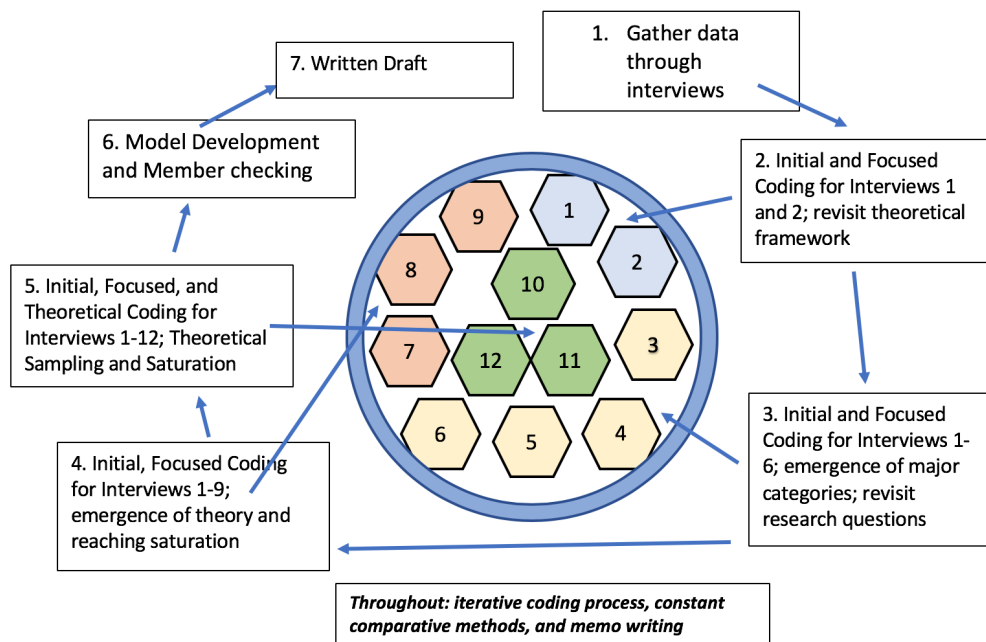 1. Gather data
through
interviews
2. Initial and Focused
Coding for Interviews 1
and 2; revisit theoretical
framework
3. Initial and Focused
Coding for Interviews 1-
6; emergence of major
categories; revisit
research questions
4. Initial, Focused Coding
for Interviews 1-9;
emergence of theory and
reaching saturation
5. Initial, Focused, and
Theoretical Coding for
Interviews 1-12; Theoretical
Sampling and Saturation
6. Model Development
and Member checking
7. Written Draft
1
2
3
4
5
6
7
8
9
10
11
12
Throughout: iterative coding process, constant
comparative methods, and memo writing